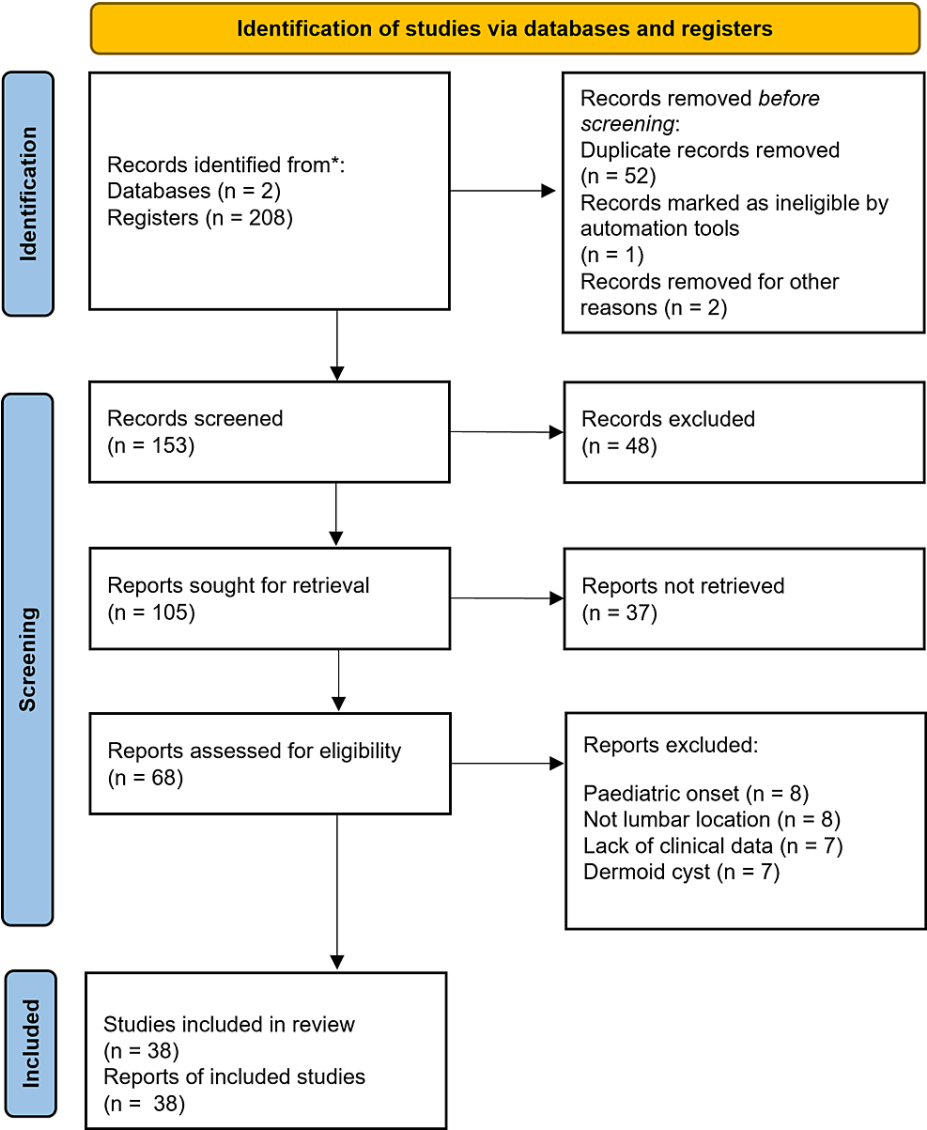 Identification of studies via databases and registers
Identification
Records identified from*:
Databases (n = 2)
Registers (n = 208)
Records removed before
screening:
Duplicate records removed
(n = 52)
Records marked as ineligible by
automation tools
(n = 1)
Records removed for other
reasons (n = 2)
Screening
Records screened
(n = 153)
Records excluded
(n = 48)
Reports sought for retrieval
(n = 105)
Reports not retrieved
(n = 37)
Reports assessed for eligibility
(n = 68)
Reports excluded:
Paediatric onset (n = 8)
Not lumbar location (n = 8)
Lack of clinical data (n = 7)
Dermoid cyst (n = 7)
Included
Studies included in review
(n = 38)
Reports of included studies
(n = 38)